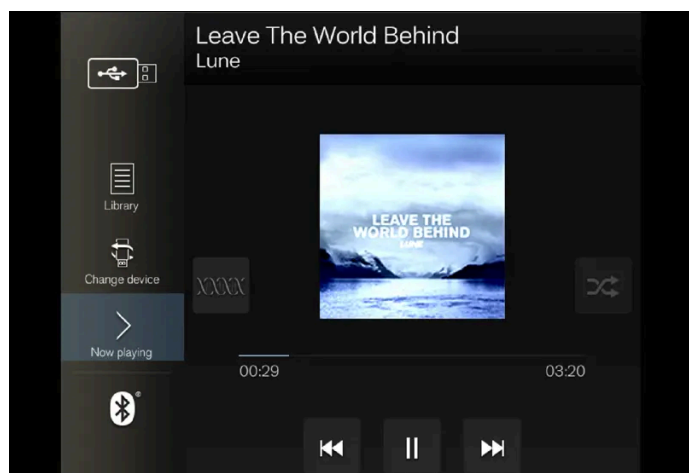 Leave The World Behind
Lune
Library
Change device
Now playing
LEAVE THE
WORLD BEHIND
LUNE
XXXX
00:29
03:20